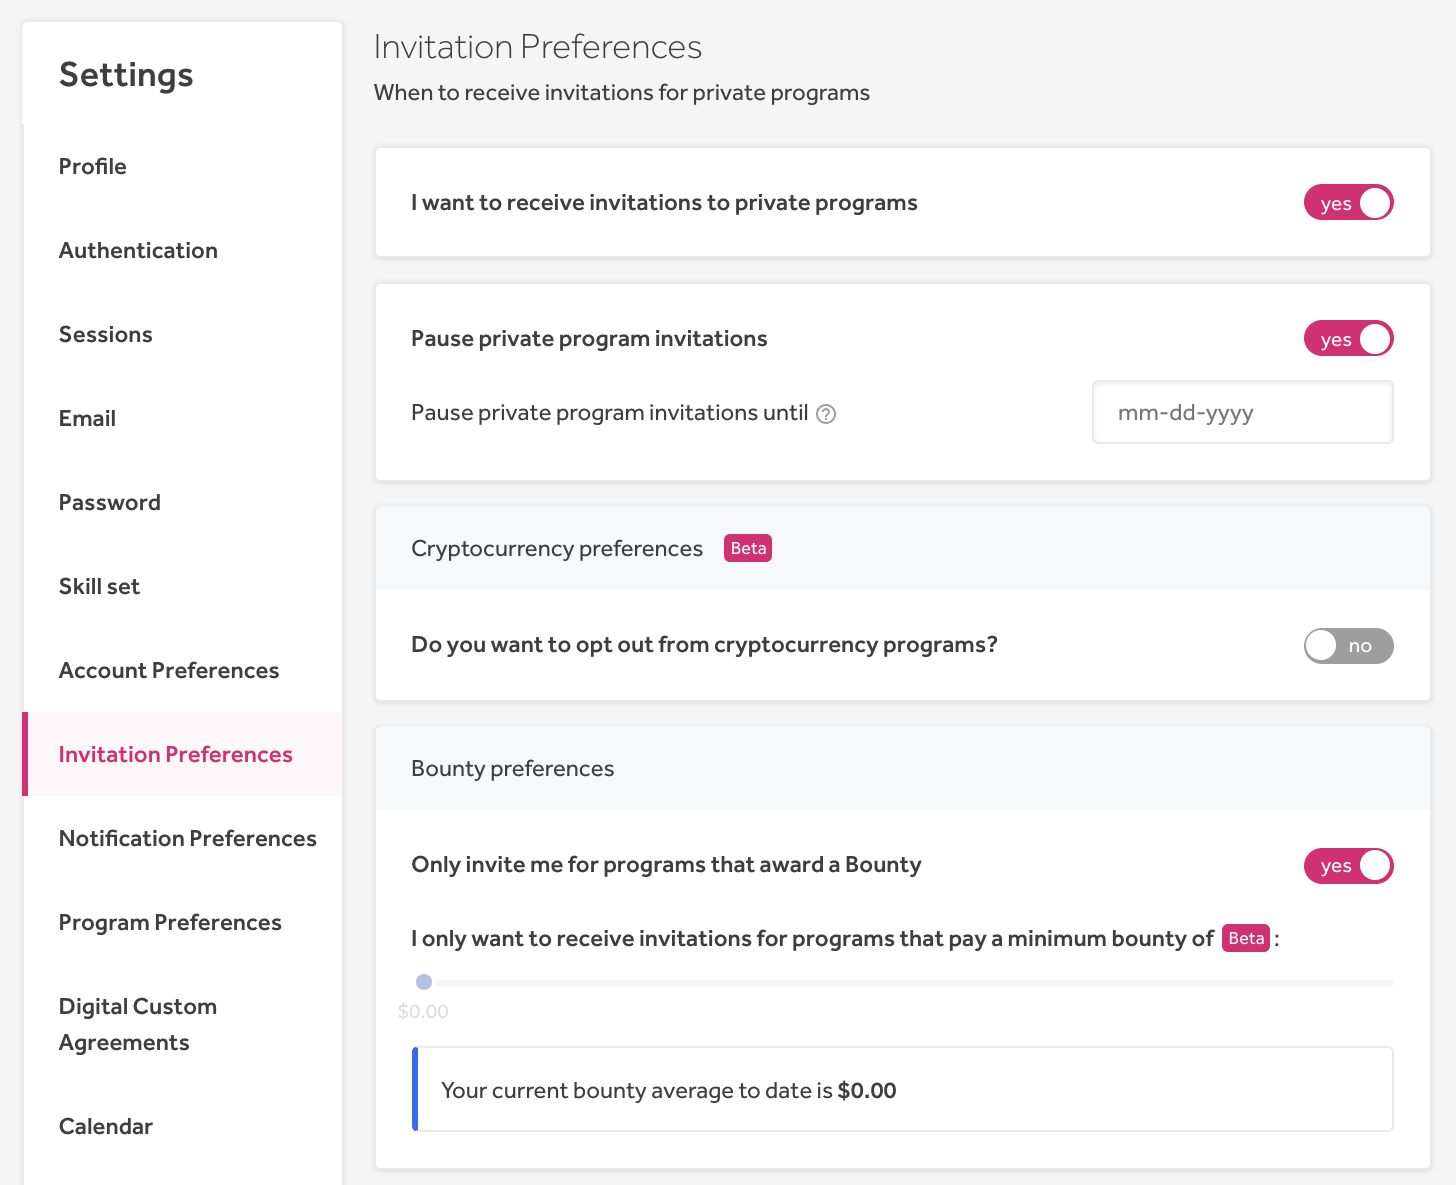 Settings
Profile
Authentication
Sessions
Email
Password
Skill set
Account Preferences
Invitation Preferences
Notification Preferences
Program Preferences
Digital Custom
Agreements
Calendar
Invitation Preferences
When to receive invitations for private programs
I want to receive invitations to private programs
yes
Pause private program invitations
yes
Pause private program invitations until ?
mm-dd-yyyy
Cryptocurrency preferences Beta
Do you want to opt out from cryptocurrency programs?
no
Bounty preferences
Only invite me for programs that award a Bounty
yes
I only want to receive invitations for programs that pay a minimum bounty of Beta :
$0.00
Your current bounty average to date is $0.00